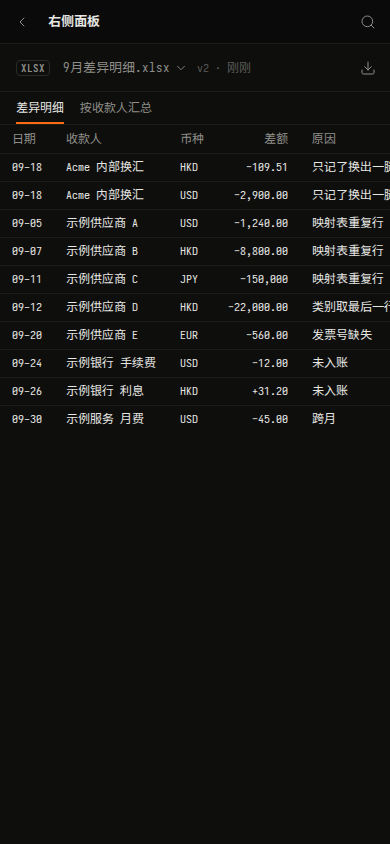 右侧面板
XLSX 9月差异明细.xlsx v2 · 刚刚
差异明细 按收款人汇总
日期 收款人 币种 差额 原因
09-18 Acme 内部换汇 HKD -109.51 只记了换出一
09-18 Acme 内部换汇 USD -2,900.00 只记了换出一
09-05 示例供应商 A USD -1,240.00 映射表重复行
09-07 示例供应商 B HKD -8,800.00 映射表重复行
09-11 示例供应商 C JPY -150,000 映射表重复行
09-12 示例供应商 D HKD -22,000.00 类别取最后一
09-20 示例供应商 E EUR -560.00 发票号缺失
09-24 示例银行 手续费 USD -12.00 未入账
09-26 示例银行 利息 HKD +31.20 未入账
09-30 示例服务 月费 USD -45.00 跨月